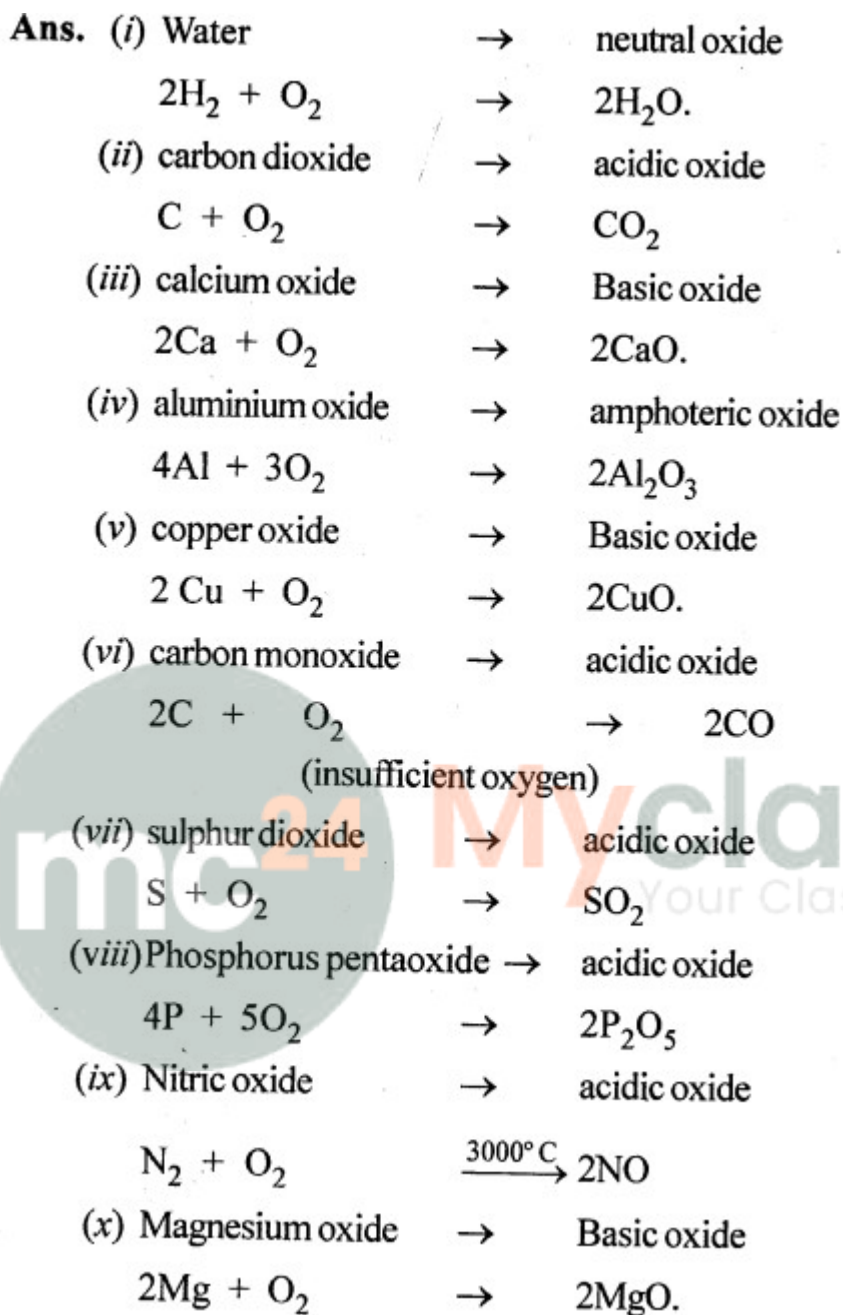 Ans. (i) Water → neutral oxide
2H₂ + O₂ → 2H₂O.
(ii) carbon dioxide → acidic oxide
C + O₂ → CO₂
(iii) calcium oxide → Basic oxide
2Ca + O₂ → 2CaO.
(iv) aluminium oxide → amphoteric oxide
4Al + 3O₂ → 2Al₂O₃
(v) copper oxide → Basic oxide
2 Cu + O₂ → 2CuO.
(vi) carbon monoxide → acidic oxide
2C + O₂ → 2CO
(insufficient oxygen)
mc24 Mycla
(vii) sulphur dioxide → acidic oxide
Your Clas
S + O₂ → SO₂
(viii) Phosphorus pentaoxide → acidic oxide
4P + 5O₂ → 2P₂O₅
(ix) Nitric oxide → acidic oxide
N₂ + O₂ 3000° C→ 2NO
(x) Magnesium oxide → Basic oxide
2Mg + O₂ → 2MgO.